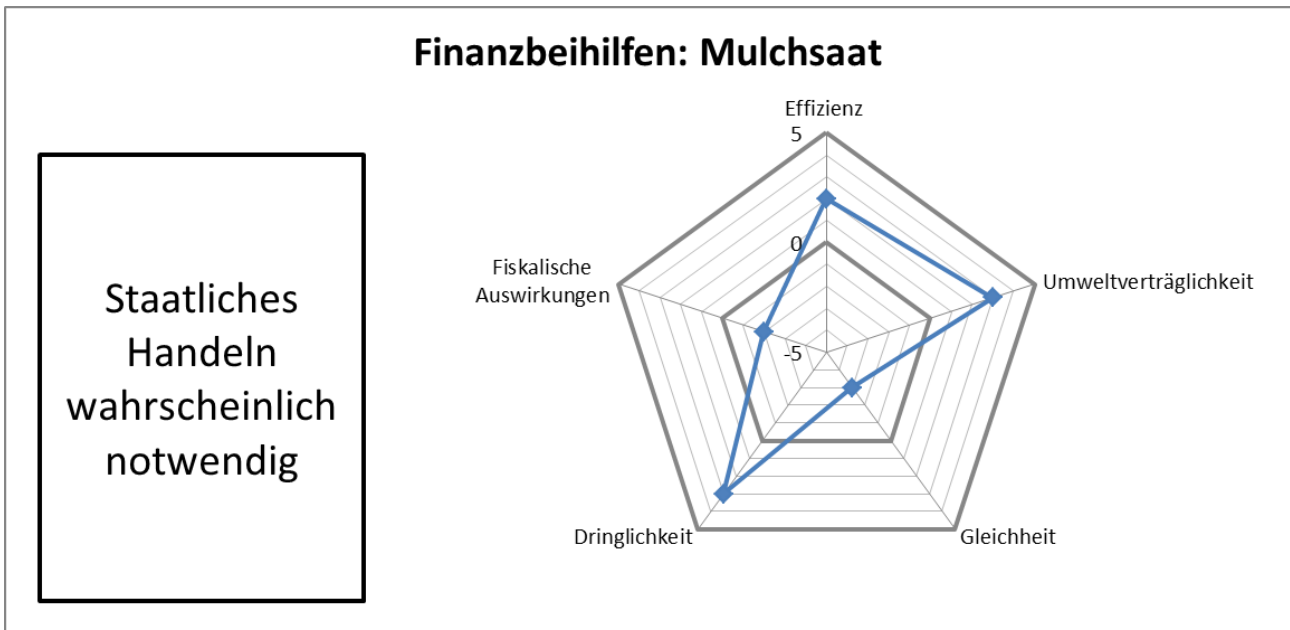 Finanzbeihilfen: Mulchsaat
Staatliches
Handeln
wahrscheinlich
notwendig
Effizienz
5
0
-5
Umweltverträglichkeit
Gleichheit
Dringlichkeit
Fiskalische
Auswirkungen